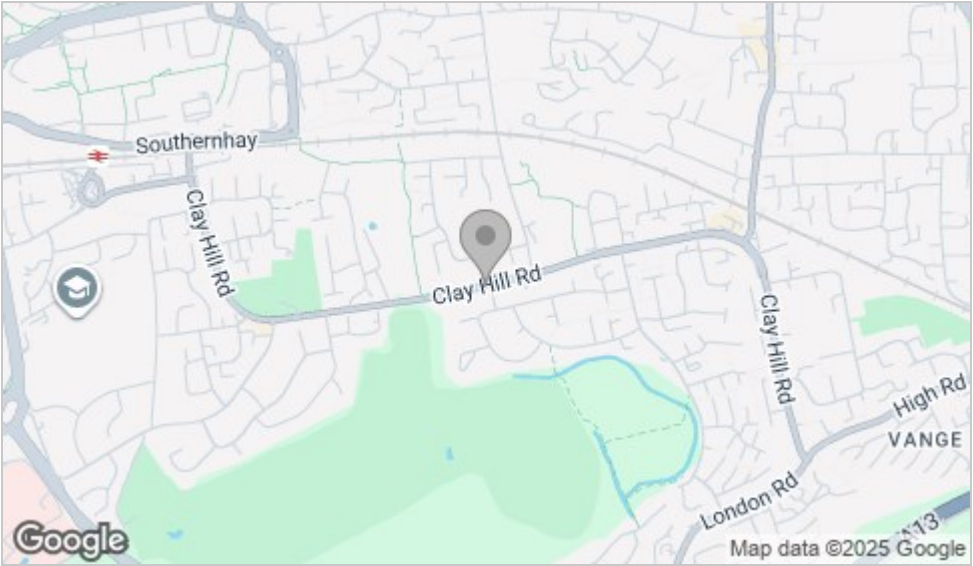 Southernhay
Clay Hill Rd
Clay Hill Rd
Clay Hill Rd
High Rd
VANGE
London Rd
A13
Google
Map data ©2025 Google